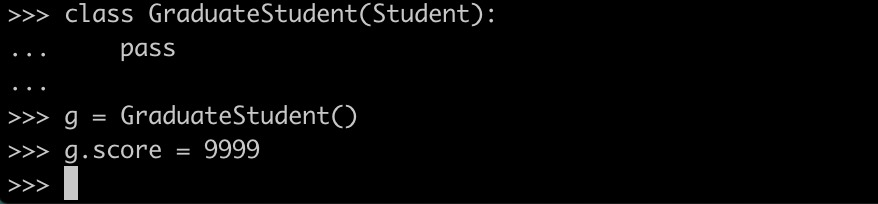 >>> class GraduateStudent(Student):
...     pass
...
>>> g = GraduateStudent()
>>> g.score = 9999
>>>